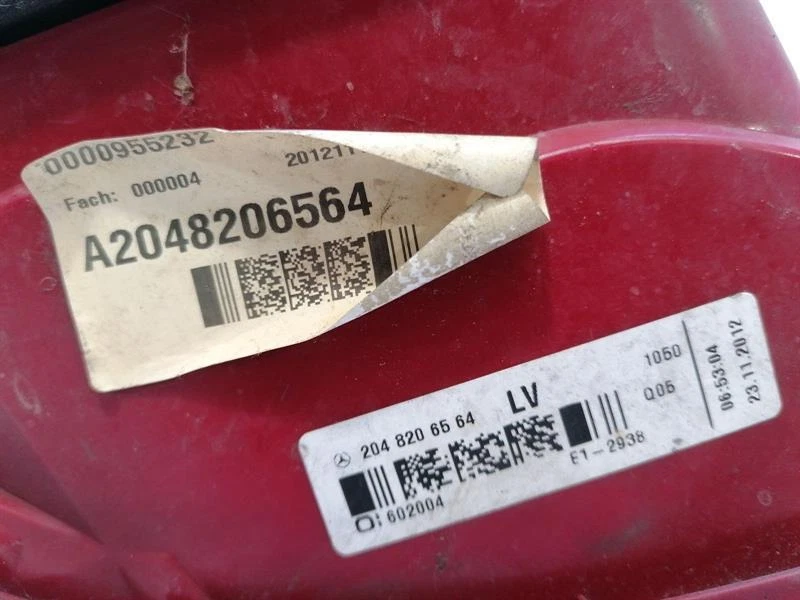 0000955232
201211
Fach: 000004
A2048206564
204 820 65 64 LV
1050
Q05
E1-2938
602004
06:53:04
23.11.2012